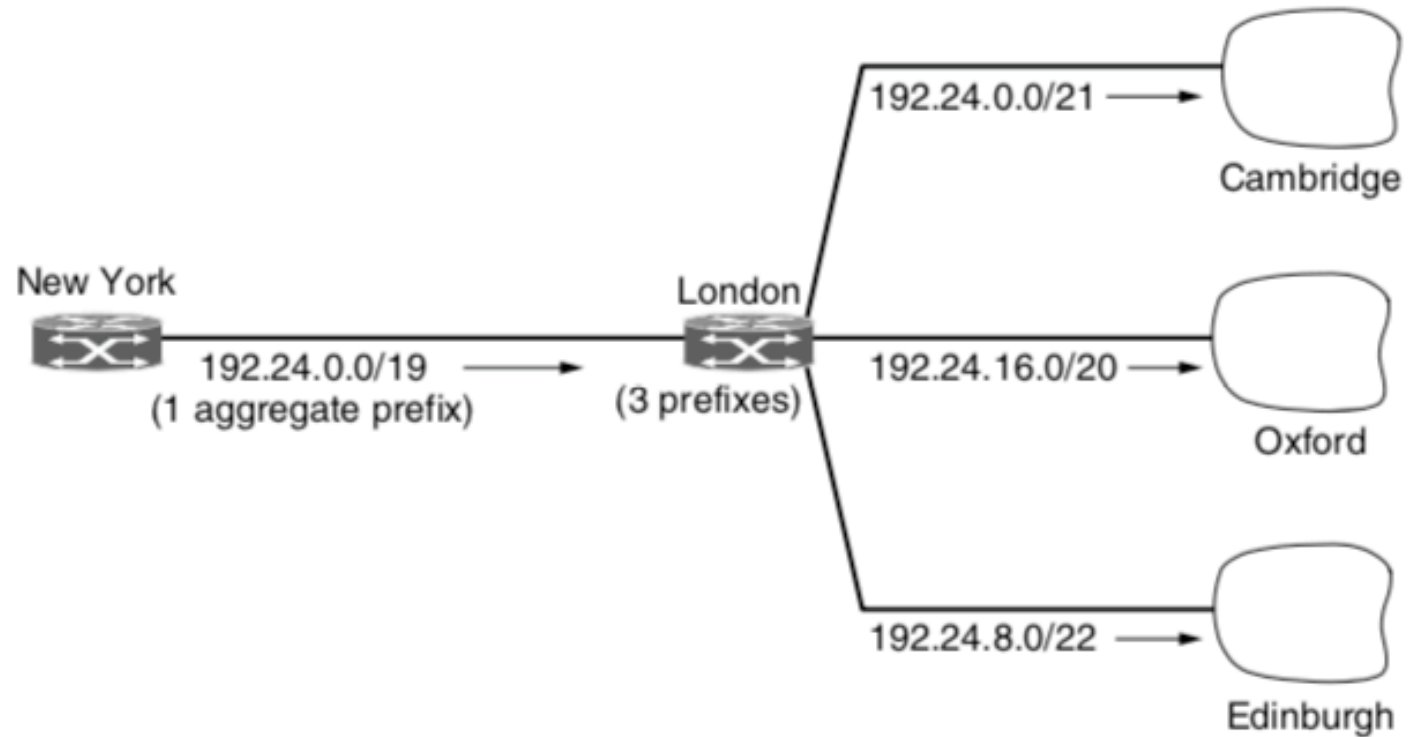 192.24.0.0/21
Cambridge
New York
London
192.24.0.0/19
(1 aggregate prefix)
(3 prefixes)
192.24.16.0/20
Oxford
192.24.8.0/22
Edinburgh